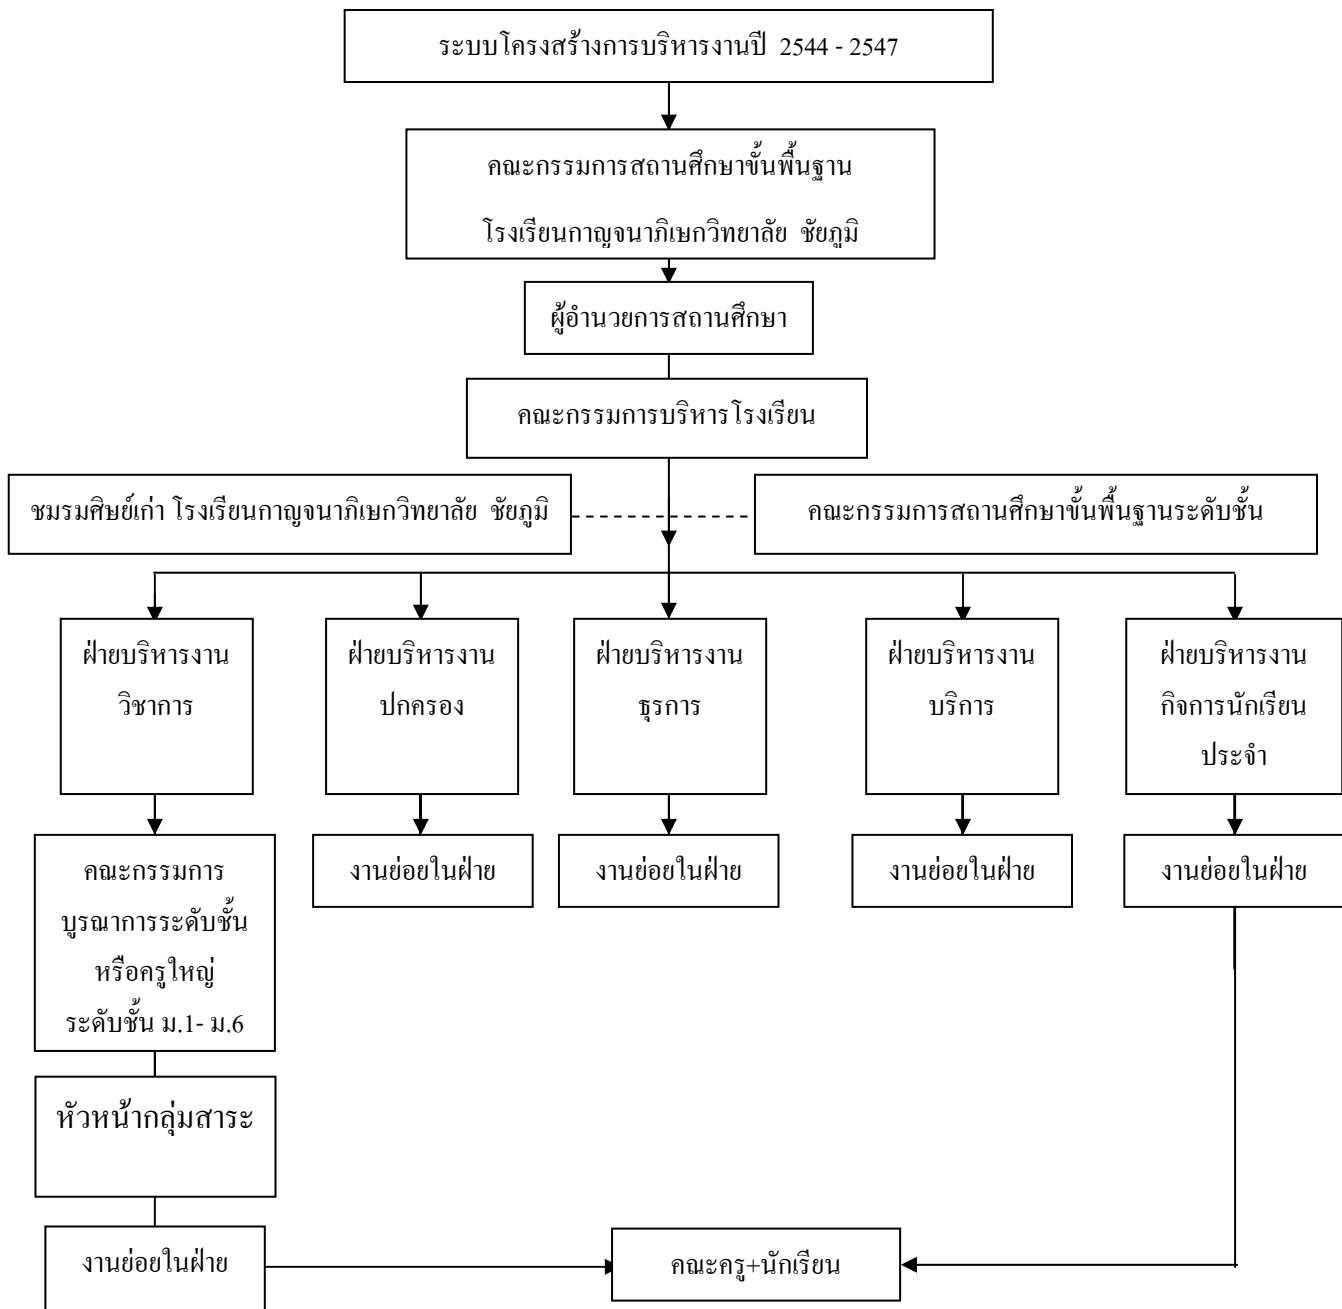 ระบบโครงสร้างการบริหารงานปี 2544 - 2547
คณะกรรมการสถานศึกษาขั้นพื้นฐาน
โรงเรียนกาญจนาภิเษกวิทยาลัย ชัยภูมิ
ผู้อำนวยการสถานศึกษา
คณะกรรมการบริหารโรงเรียน
ชมรมศิษย์เก่า โรงเรียนกาญจนาภิเษกวิทยาลัย ชัยภูมิ
คณะกรรมการสถานศึกษาขั้นพื้นฐานระดับชั้น
ฝ่ายบริหารงาน
วิชาการ
ฝ่ายบริหารงาน
ปกครอง
ฝ่ายบริหารงาน
ธุรการ
ฝ่ายบริหารงาน
บริการ
ฝ่ายบริหารงาน
กิจการนักเรียน
ประจำ
คณะกรรมการ
บูรณาการระดับชั้น
หรือครูใหญ่
ระดับชั้น ม.1- ม.6
งานย่อยในฝ่าย
งานย่อยในฝ่าย
งานย่อยในฝ่าย
งานย่อยในฝ่าย
หัวหน้ากลุ่มสาระ
งานย่อยในฝ่าย
คณะครู+นักเรียน